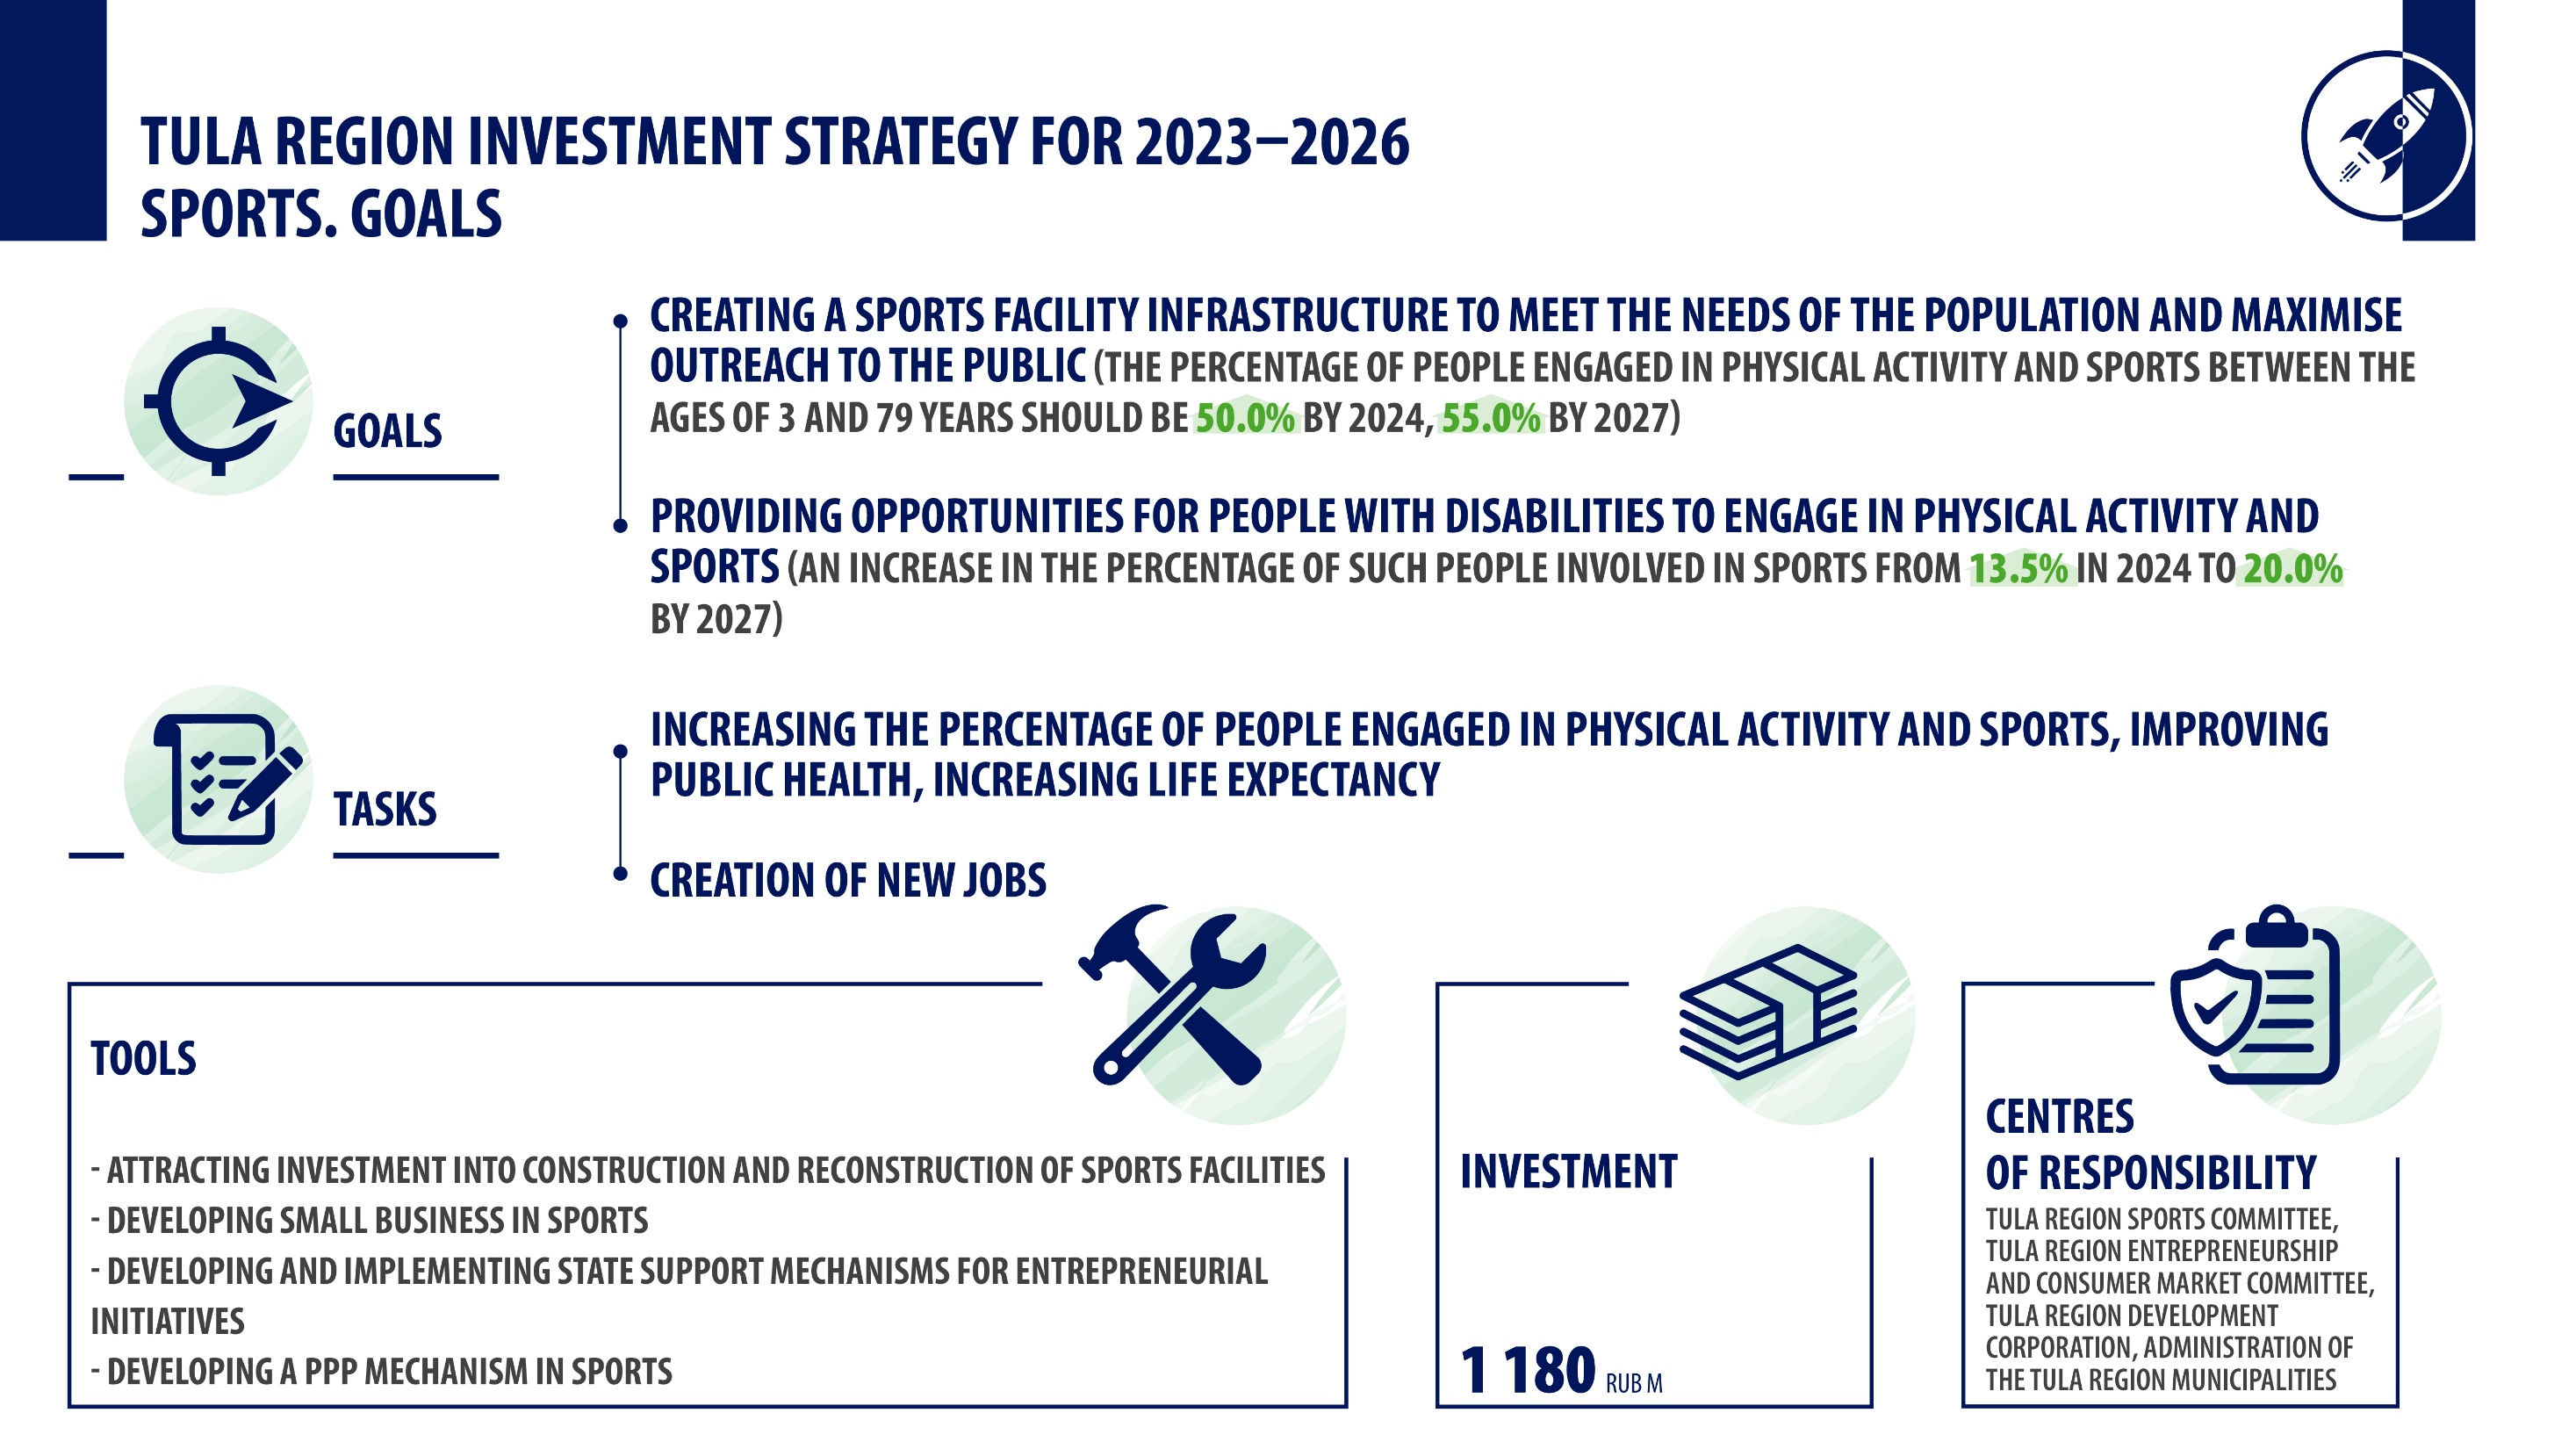 TULA REGION INVESTMENT STRATEGY FOR 2023–2026
SPORTS. GOALS
GOALS
CREATING A SPORTS FACILITY INFRASTRUCTURE TO MEET THE NEEDS OF THE POPULATION AND MAXIMISE
OUTREACH TO THE PUBLIC (THE PERCENTAGE OF PEOPLE ENGAGED IN PHYSICAL ACTIVITY AND SPORTS BETWEEN THE
AGES OF 3 AND 79 YEARS SHOULD BE 50.0% BY 2024, 55.0% BY 2027)
PROVIDING OPPORTUNITIES FOR PEOPLE WITH DISABILITIES TO ENGAGE IN PHYSICAL ACTIVITY AND
SPORTS (AN INCREASE IN THE PERCENTAGE OF SUCH PEOPLE INVOLVED IN SPORTS FROM 13.5% IN 2024 TO 20.0%
BY 2027)
TASKS
INCREASING THE PERCENTAGE OF PEOPLE ENGAGED IN PHYSICAL ACTIVITY AND SPORTS, IMPROVING
PUBLIC HEALTH, INCREASING LIFE EXPECTANCY
CREATION OF NEW JOBS
TOOLS
- ATTRACTING INVESTMENT INTO CONSTRUCTION AND RECONSTRUCTION OF SPORTS FACILITIES
- DEVELOPING SMALL BUSINESS IN SPORTS
- DEVELOPING AND IMPLEMENTING STATE SUPPORT MECHANISMS FOR ENTREPRENEURIAL
INITIATIVES
- DEVELOPING A PPP MECHANISM IN SPORTS
INVESTMENT
1 180 RUB M
CENTRES
OF RESPONSIBILITY
TULA REGION SPORTS COMMITTEE,
TULA REGION ENTREPRENEURSHIP
AND CONSUMER MARKET COMMITTEE,
TULA REGION DEVELOPMENT
CORPORATION, ADMINISTRATION OF
THE TULA REGION MUNICIPALITIES